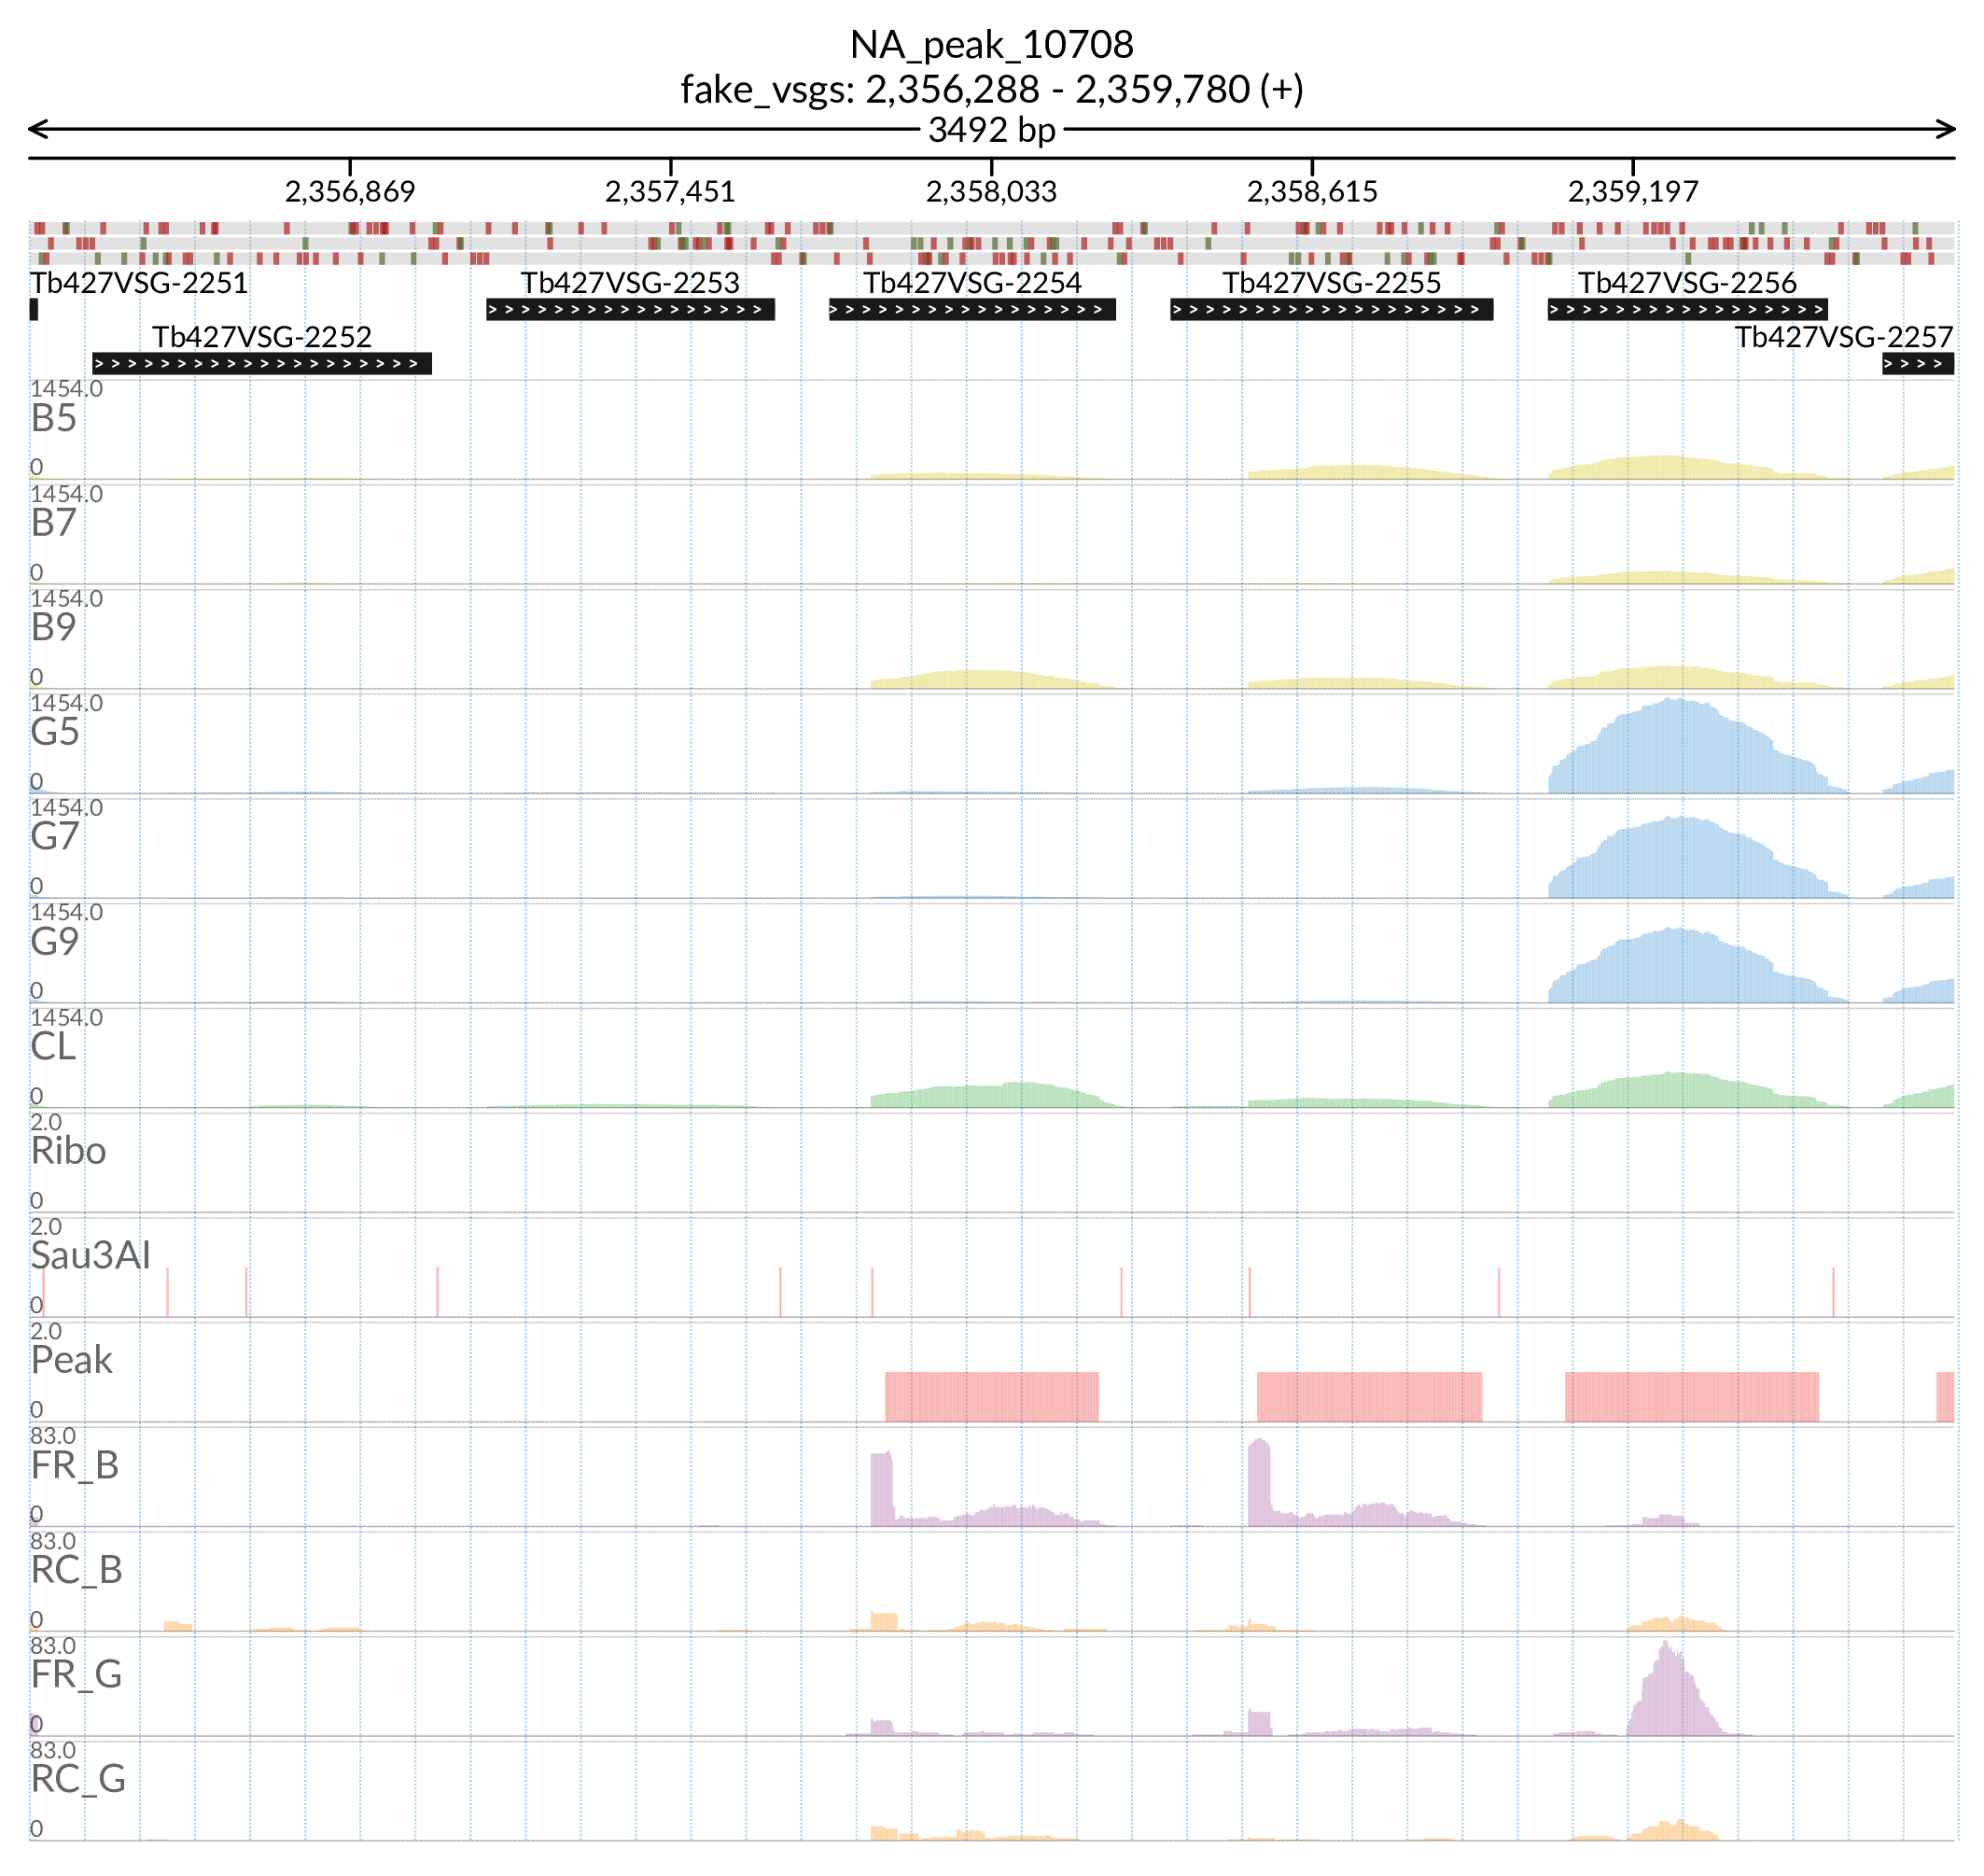 NA_peak_10708
fake_vsgs: 2,356,288 - 2,359,780 (+)
3492 bp
2,356,869 2,357,451 2,358,033 2,358,615 2,359,197
Tb427VSG-2251 Tb427VSG-2253 Tb427VSG-2254 Tb427VSG-2255 Tb427VSG-2256
Tb427VSG-2252 Tb427VSG-2257
1454.0
B5
0
1454.0
B7
0
1454.0
B9
0
1454.0
G5
0
1454.0
G7
0
1454.0
G9
0
1454.0
CL
0
2.0
Ribo
0
2.0
Sau3AI
0
2.0
Peak
0
83.0
FR_B
0
83.0
RC_B
0
83.0
FR_G
0
83.0
RC_G
0